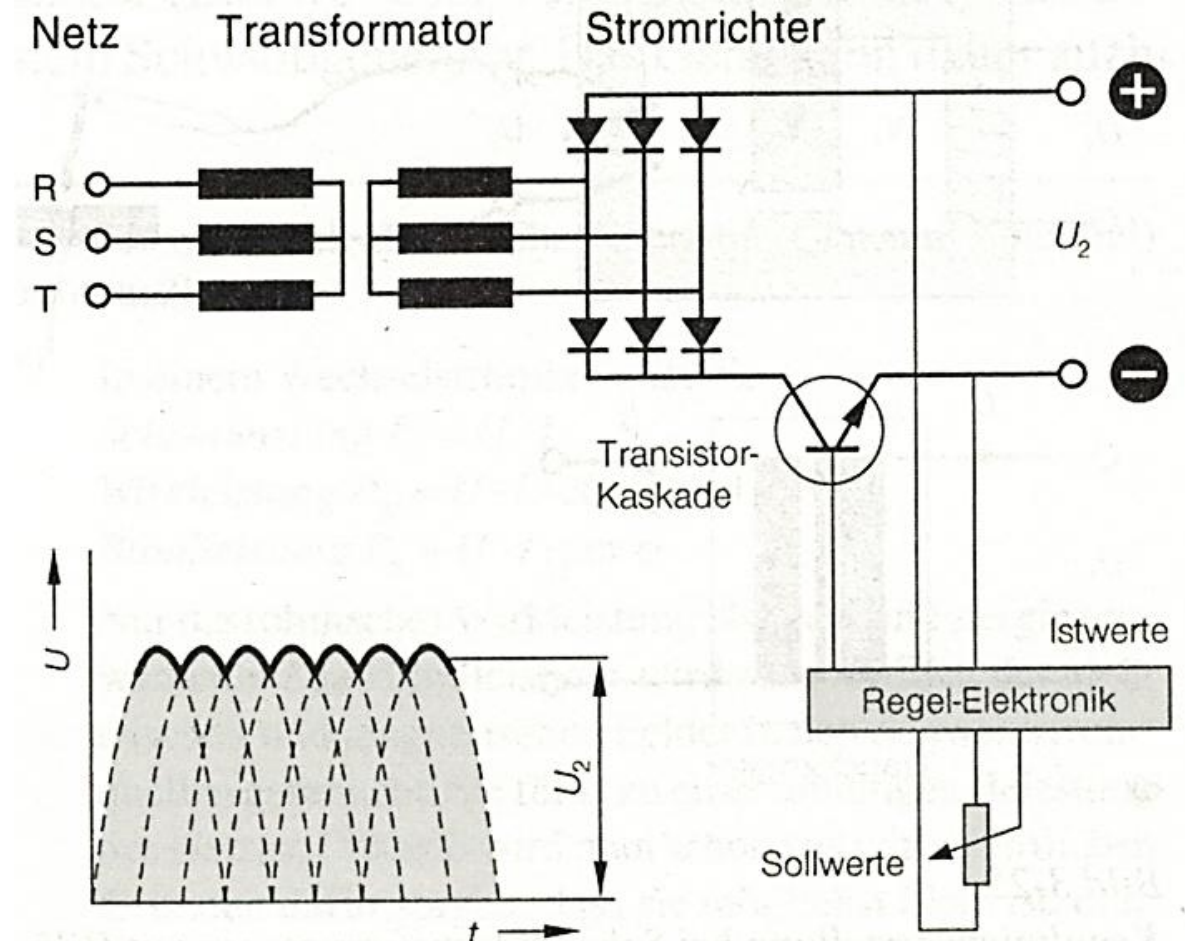 Netz Transformator Stromrichter
+
R
S
T
U2
−
Transistor-
Kaskade
U
Istwerte
Regel-Elektronik
U2
Sollwerte
t